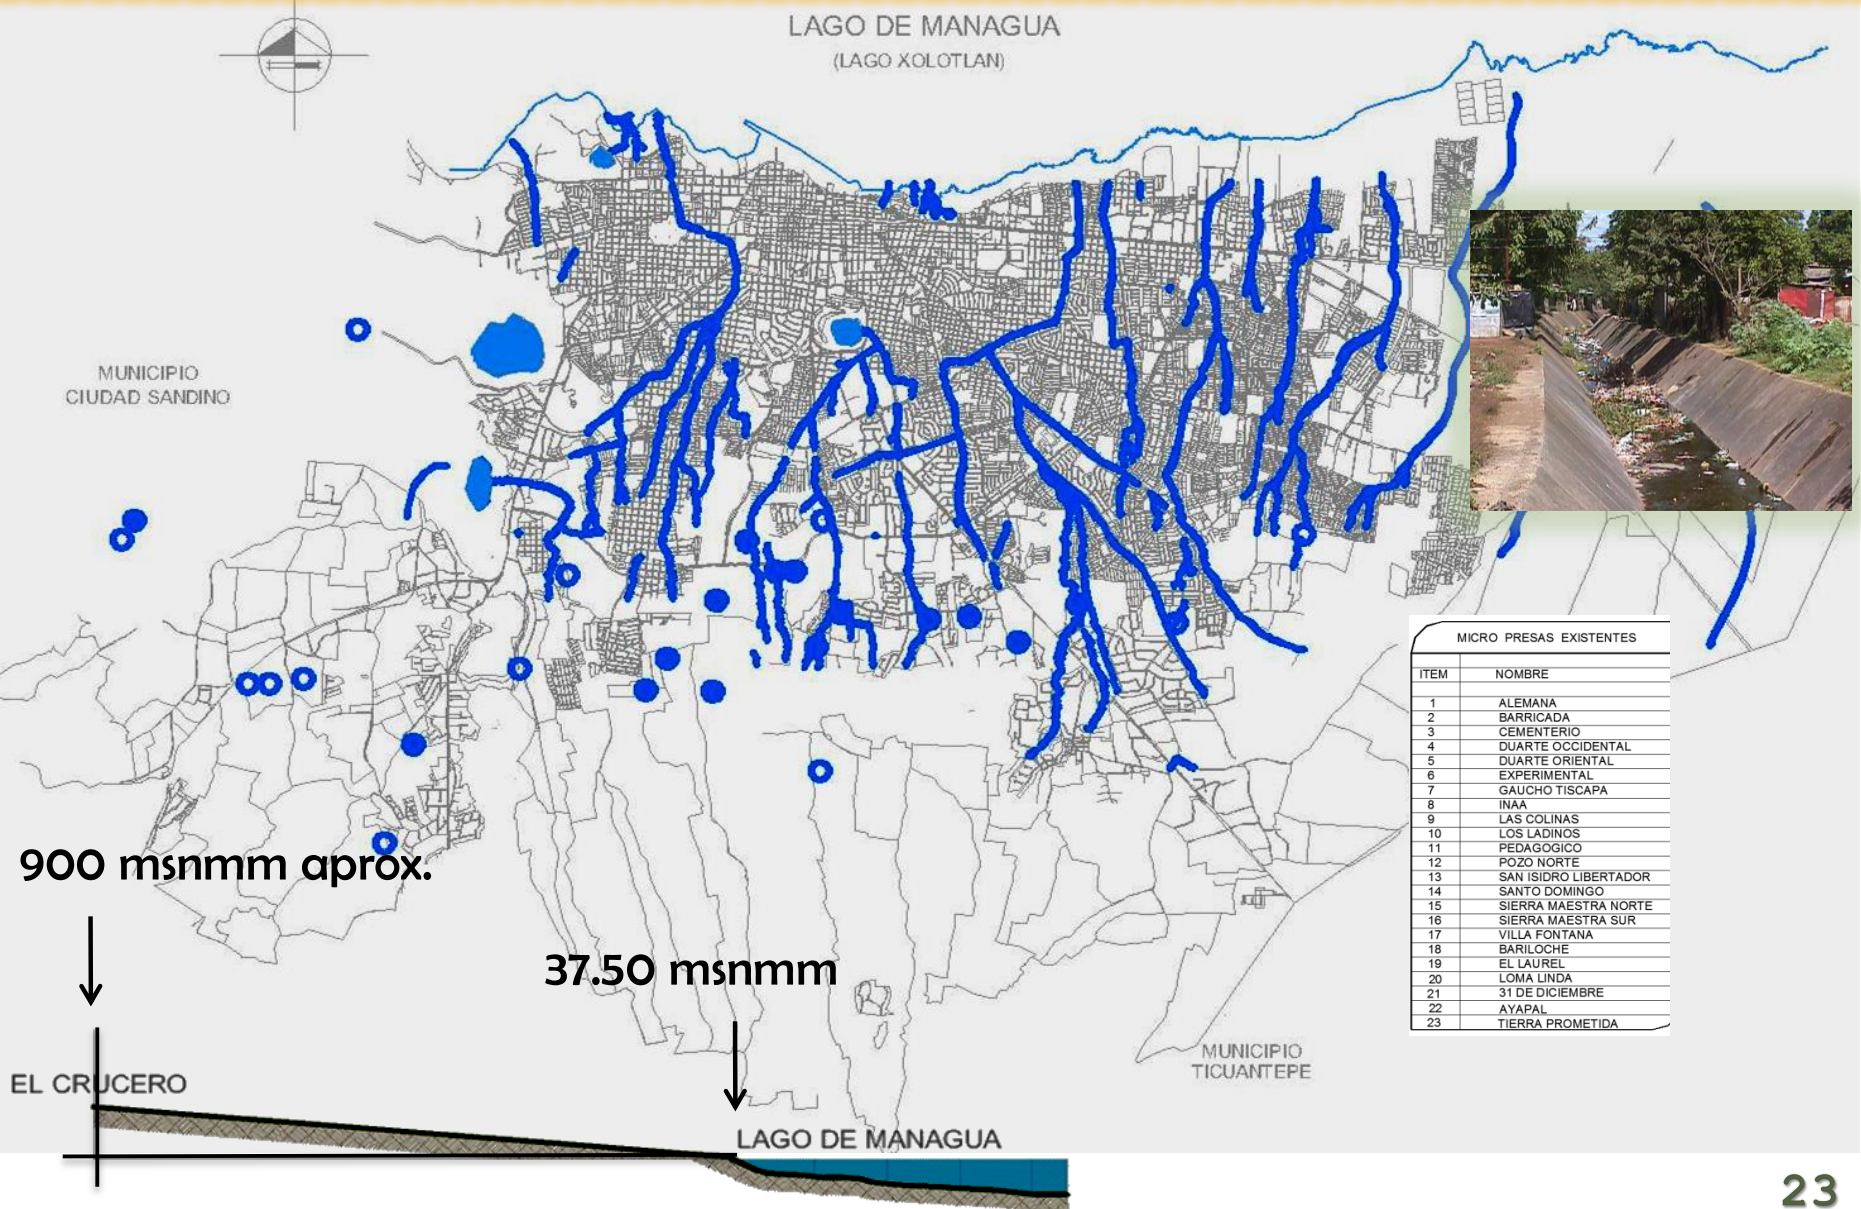 LAGO DE MANAGUA
(LAGO XOLOTLAN)
MUNICIPIO
CIUDAD SANDINO
MICRO PRESAS EXISTENTES
ITEM NOMBRE
1 ALEMANA
2 BARRICADA
3 CEMENTERIO
4 DUARTE OCCIDENTAL
5 DUARTE ORIENTAL
6 EXPERIMENTAL
7 GAUCHO TISCAPA
8 INAA
9 LAS COLINAS
10 LOS LADINOS
11 PEDAGOGICO
12 POZO NORTE
13 SAN ISIDRO LIBERTADOR
14 SANTO DOMINGO
15 SIERRA MAESTRA NORTE
16 SIERRA MAESTRA SUR
17 VILLA FONTANA
18 BARILOCHE
19 EL LAUREL
20 LOMA LINDA
21 31 DE DICIEMBRE
22 AYAPAL
23 TIERRA PROMETIDA
900 msnmm aprox.
37.50 msnmm
MUNICIPIO
TICUANTEPE
EL CRUCERO
LAGO DE MANAGUA
23